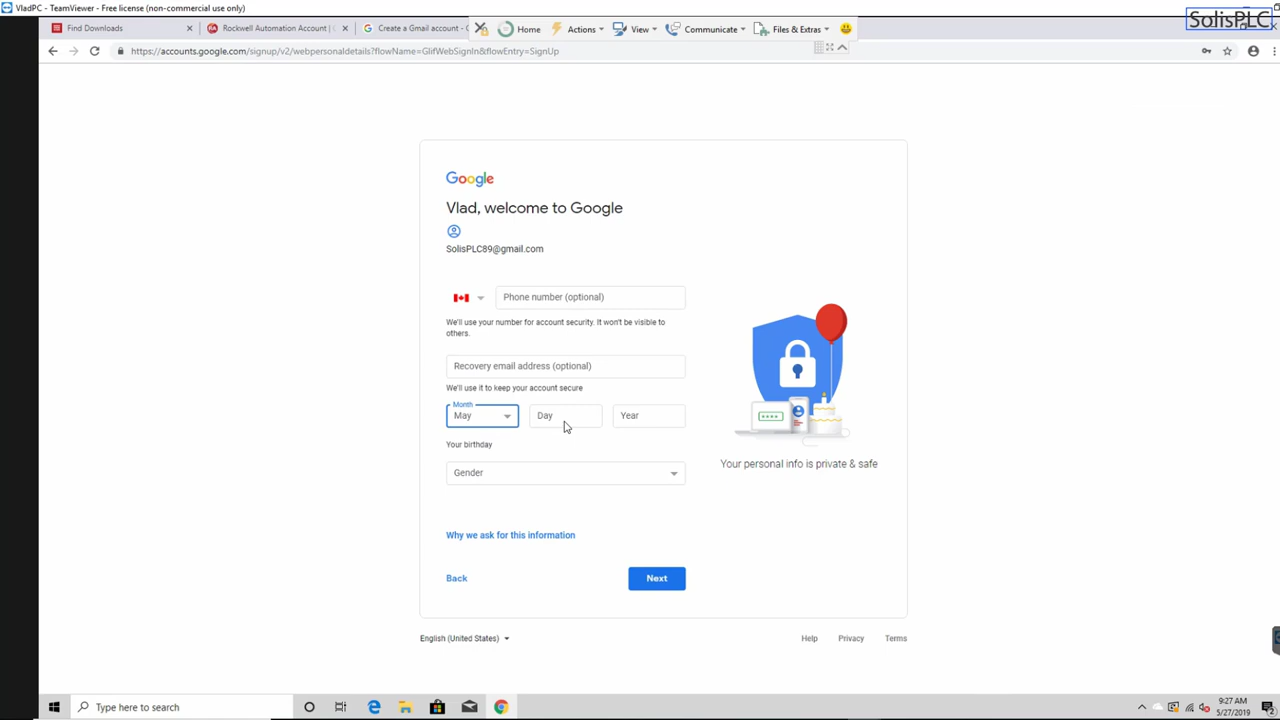 VladPC - TeamViewer - Free license (non-commercial use only)
SolisPLC
Find Downloads
Rockwell Automation Account |
Create a Gmail account -
Home
Actions
View
Communicate
Files & Extras
https://accounts.google.com/signup/v2/webpersonaldetails?flowName=GlifWebSignIn&flowEntry=SignUp
Google
Vlad, welcome to Google
SolisPLC89@gmail.com
Phone number (optional)
We'll use your number for account security. It won't be visible to
others.
Recovery email address (optional)
We'll use it to keep your account secure
Month
May
Day
Year
Your birthday
Gender
Your personal info is private & safe
Why we ask for this information
Back
Next
English (United States)
Help
Privacy
Terms
Type here to search
9:27 AM
5/27/2019